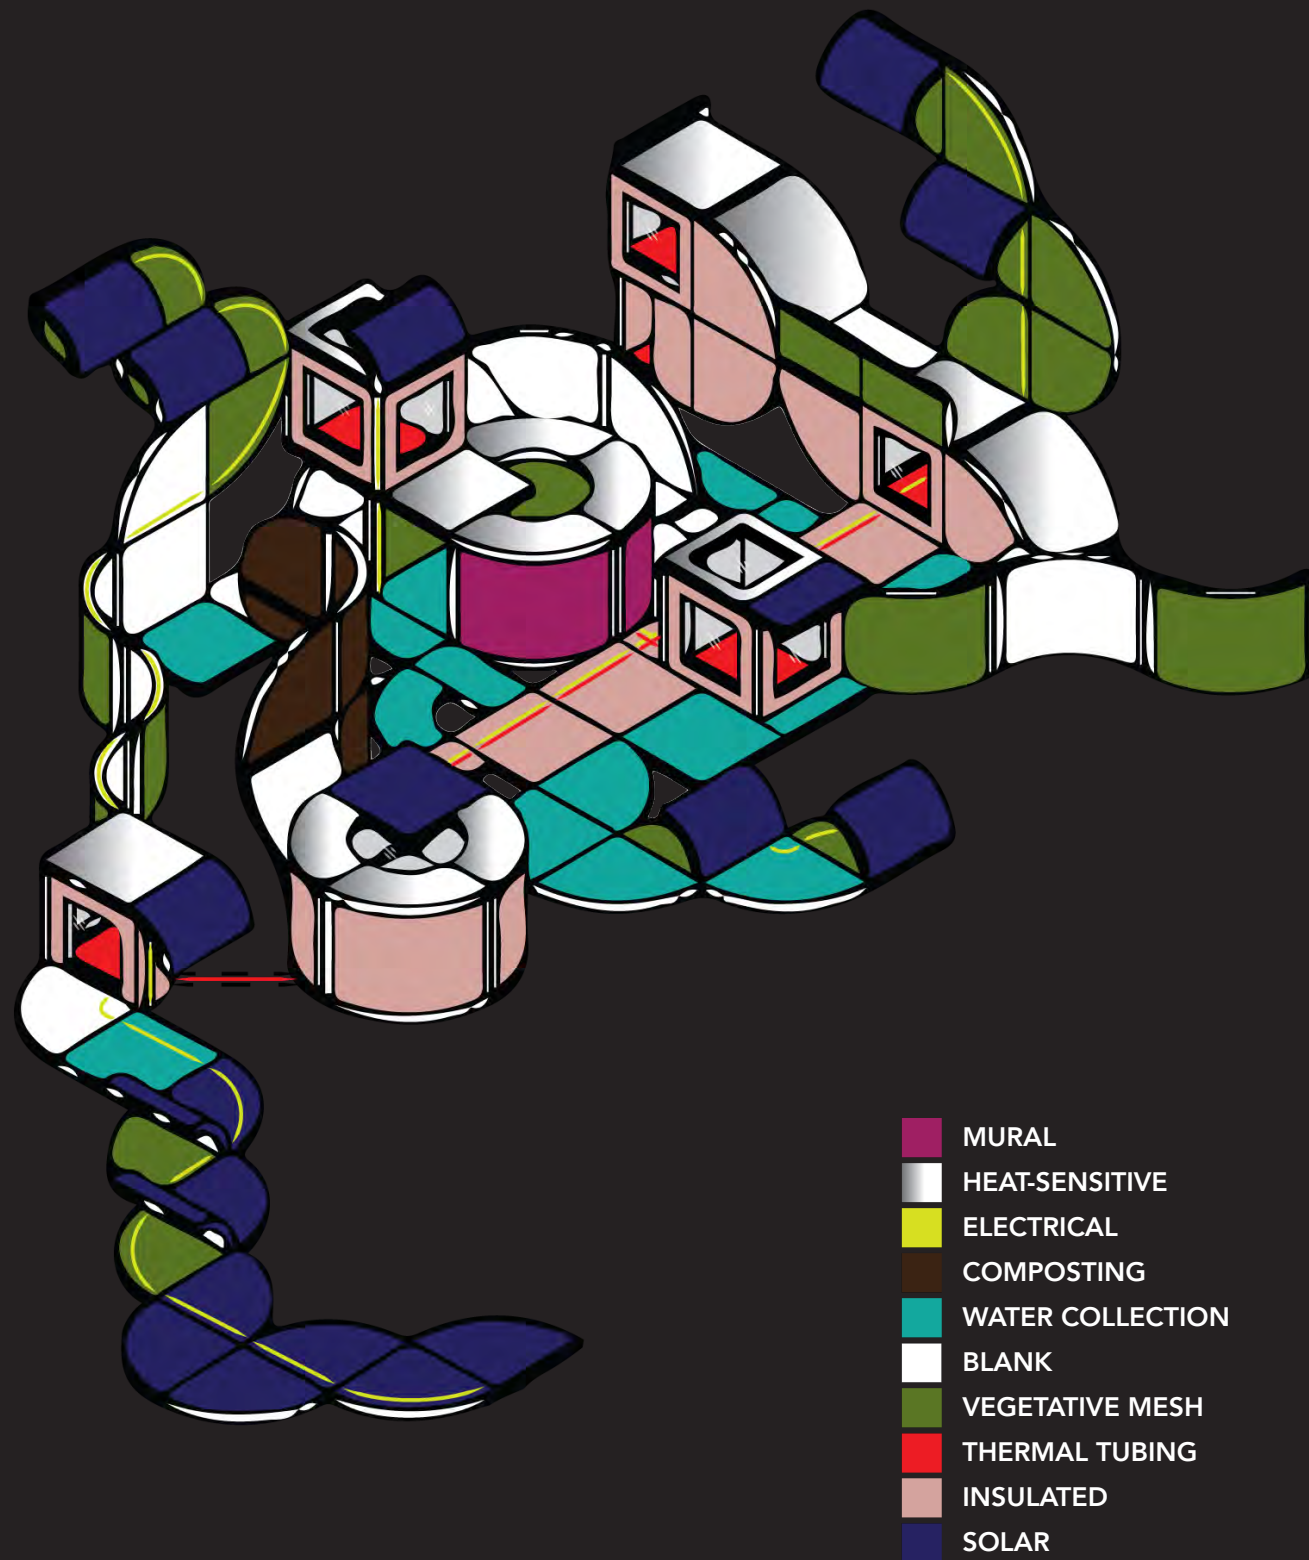 MURAL
HEAT-SENSITIVE
ELECTRICAL
COMPOSTING
WATER COLLECTION
BLANK
VEGETATIVE MESH
THERMAL TUBING
INSULATED
SOLAR